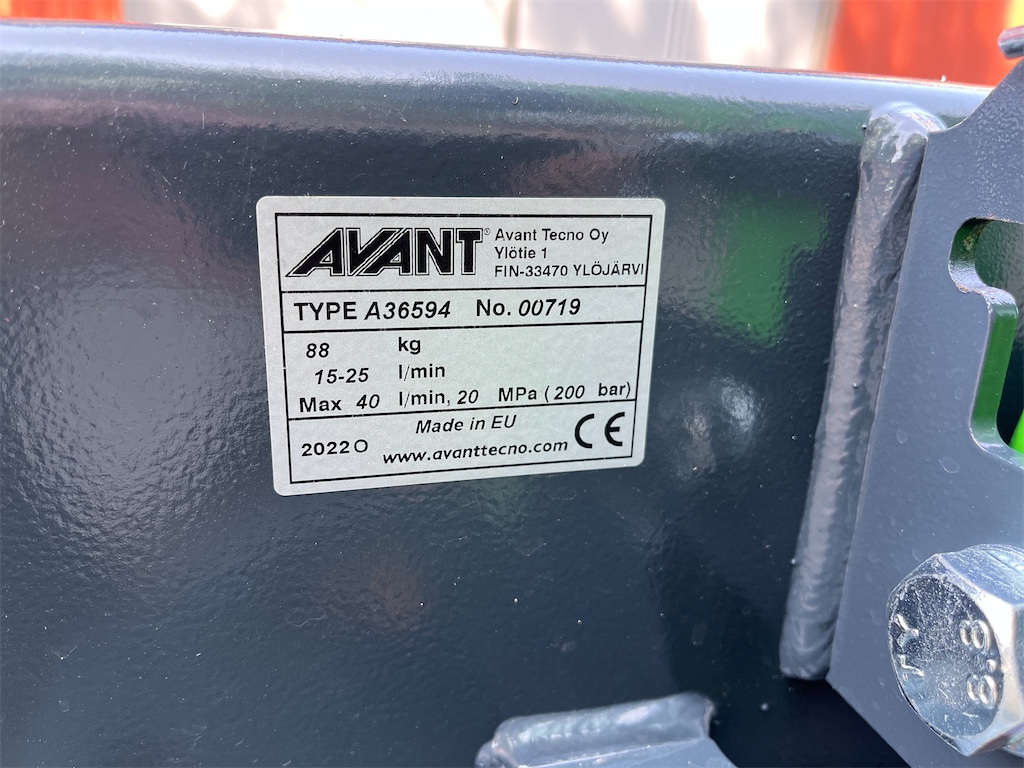 AVANT®
Avant Tecno Oy
Ylötie 1
FIN-33470 YLÖJÄRVI
TYPE A36594 No. 00719
88 kg
15-25 l/min
Max 40 l/min, 20 MPa ( 200 bar)
Made in EU
2022 O www.avanttecno.com CE
JY
8.8